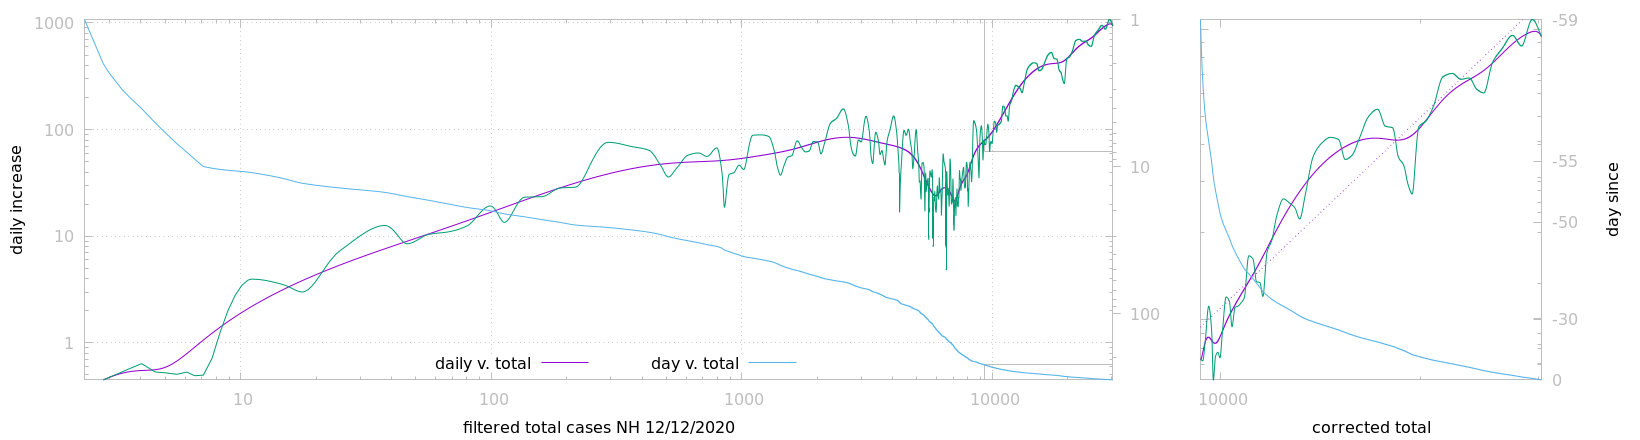 1000
100
10
1
daily increase
10
100
1000
10000
filtered total cases NH 12/12/2020
daily v. total
day v. total
1
10
100
10000
corrected total
-59
-55
-50
-30
0
day since